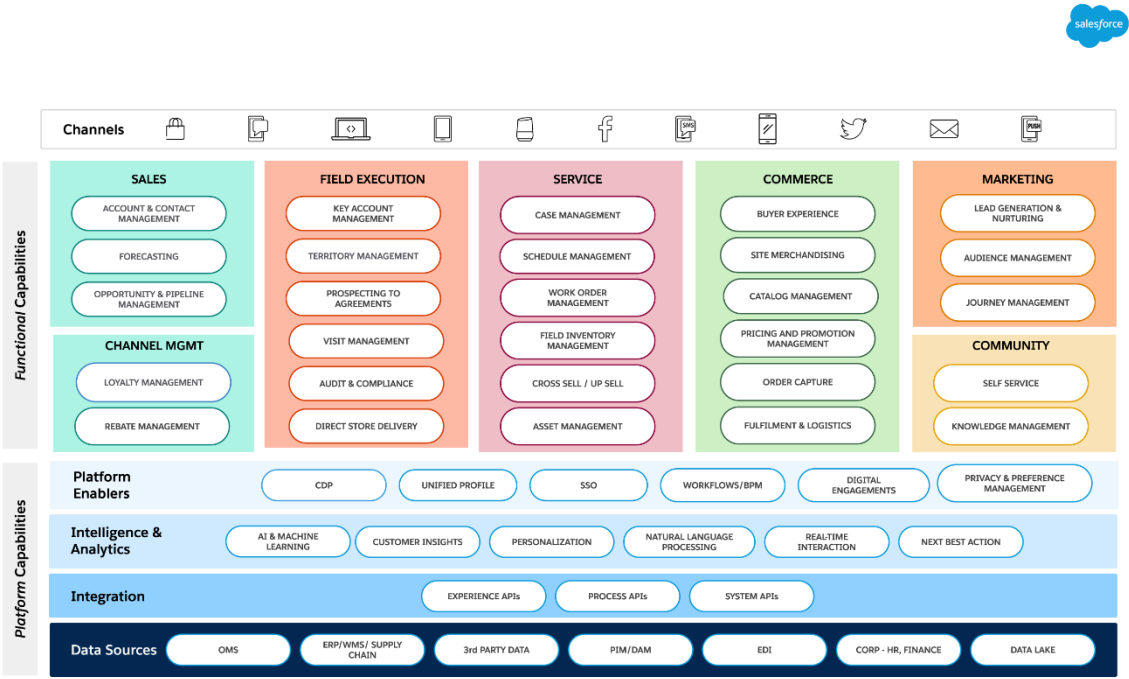 salesforce
Channels
SMS
PUSH
Functional Capabilities
SALES
ACCOUNT & CONTACT
MANAGEMENT
FORECASTING
OPPORTUNITY & PIPELINE
MANAGEMENT
CHANNEL MGMT
LOYALTY MANAGEMENT
REBATE MANAGEMENT
FIELD EXECUTION
KEY ACCOUNT
MANAGEMENT
TERRITORY MANAGEMENT
PROSPECTING TO
AGREEMENTS
VISIT MANAGEMENT
AUDIT & COMPLIANCE
DIRECT STORE DELIVERY
SERVICE
CASE MANAGEMENT
SCHEDULE MANAGEMENT
WORK ORDER
MANAGEMENT
FIELD INVENTORY
MANAGEMENT
CROSS SELL / UP SELL
ASSET MANAGEMENT
COMMERCE
BUYER EXPERIENCE
SITE MERCHANDISING
CATALOG MANAGEMENT
PRICING AND PROMOTION
MANAGEMENT
ORDER CAPTURE
FULFILMENT & LOGISTICS
MARKETING
LEAD GENERATION &
NURTURING
AUDIENCE MANAGEMENT
JOURNEY MANAGEMENT
COMMUNITY
SELF SERVICE
KNOWLEDGE MANAGEMENT
Platform Capabilities
Platform
Enablers
CDP
UNIFIED PROFILE
SSO
WORKFLOWS/BPM
DIGITAL
ENGAGEMENTS
PRIVACY & PREFERENCE
MANAGEMENT
Intelligence &
Analytics
AI & MACHINE
LEARNING
CUSTOMER INSIGHTS
PERSONALIZATION
NATURAL LANGUAGE
PROCESSING
REAL-TIME
INTERACTION
NEXT BEST ACTION
Integration
EXPERIENCE APIs
PROCESS APIs
SYSTEM APIs
Data Sources
OMS
ERP/WMS/ SUPPLY
CHAIN
3rd PARTY DATA
PIM/DAM
EDI
CORP - HR, FINANCE
DATA LAKE